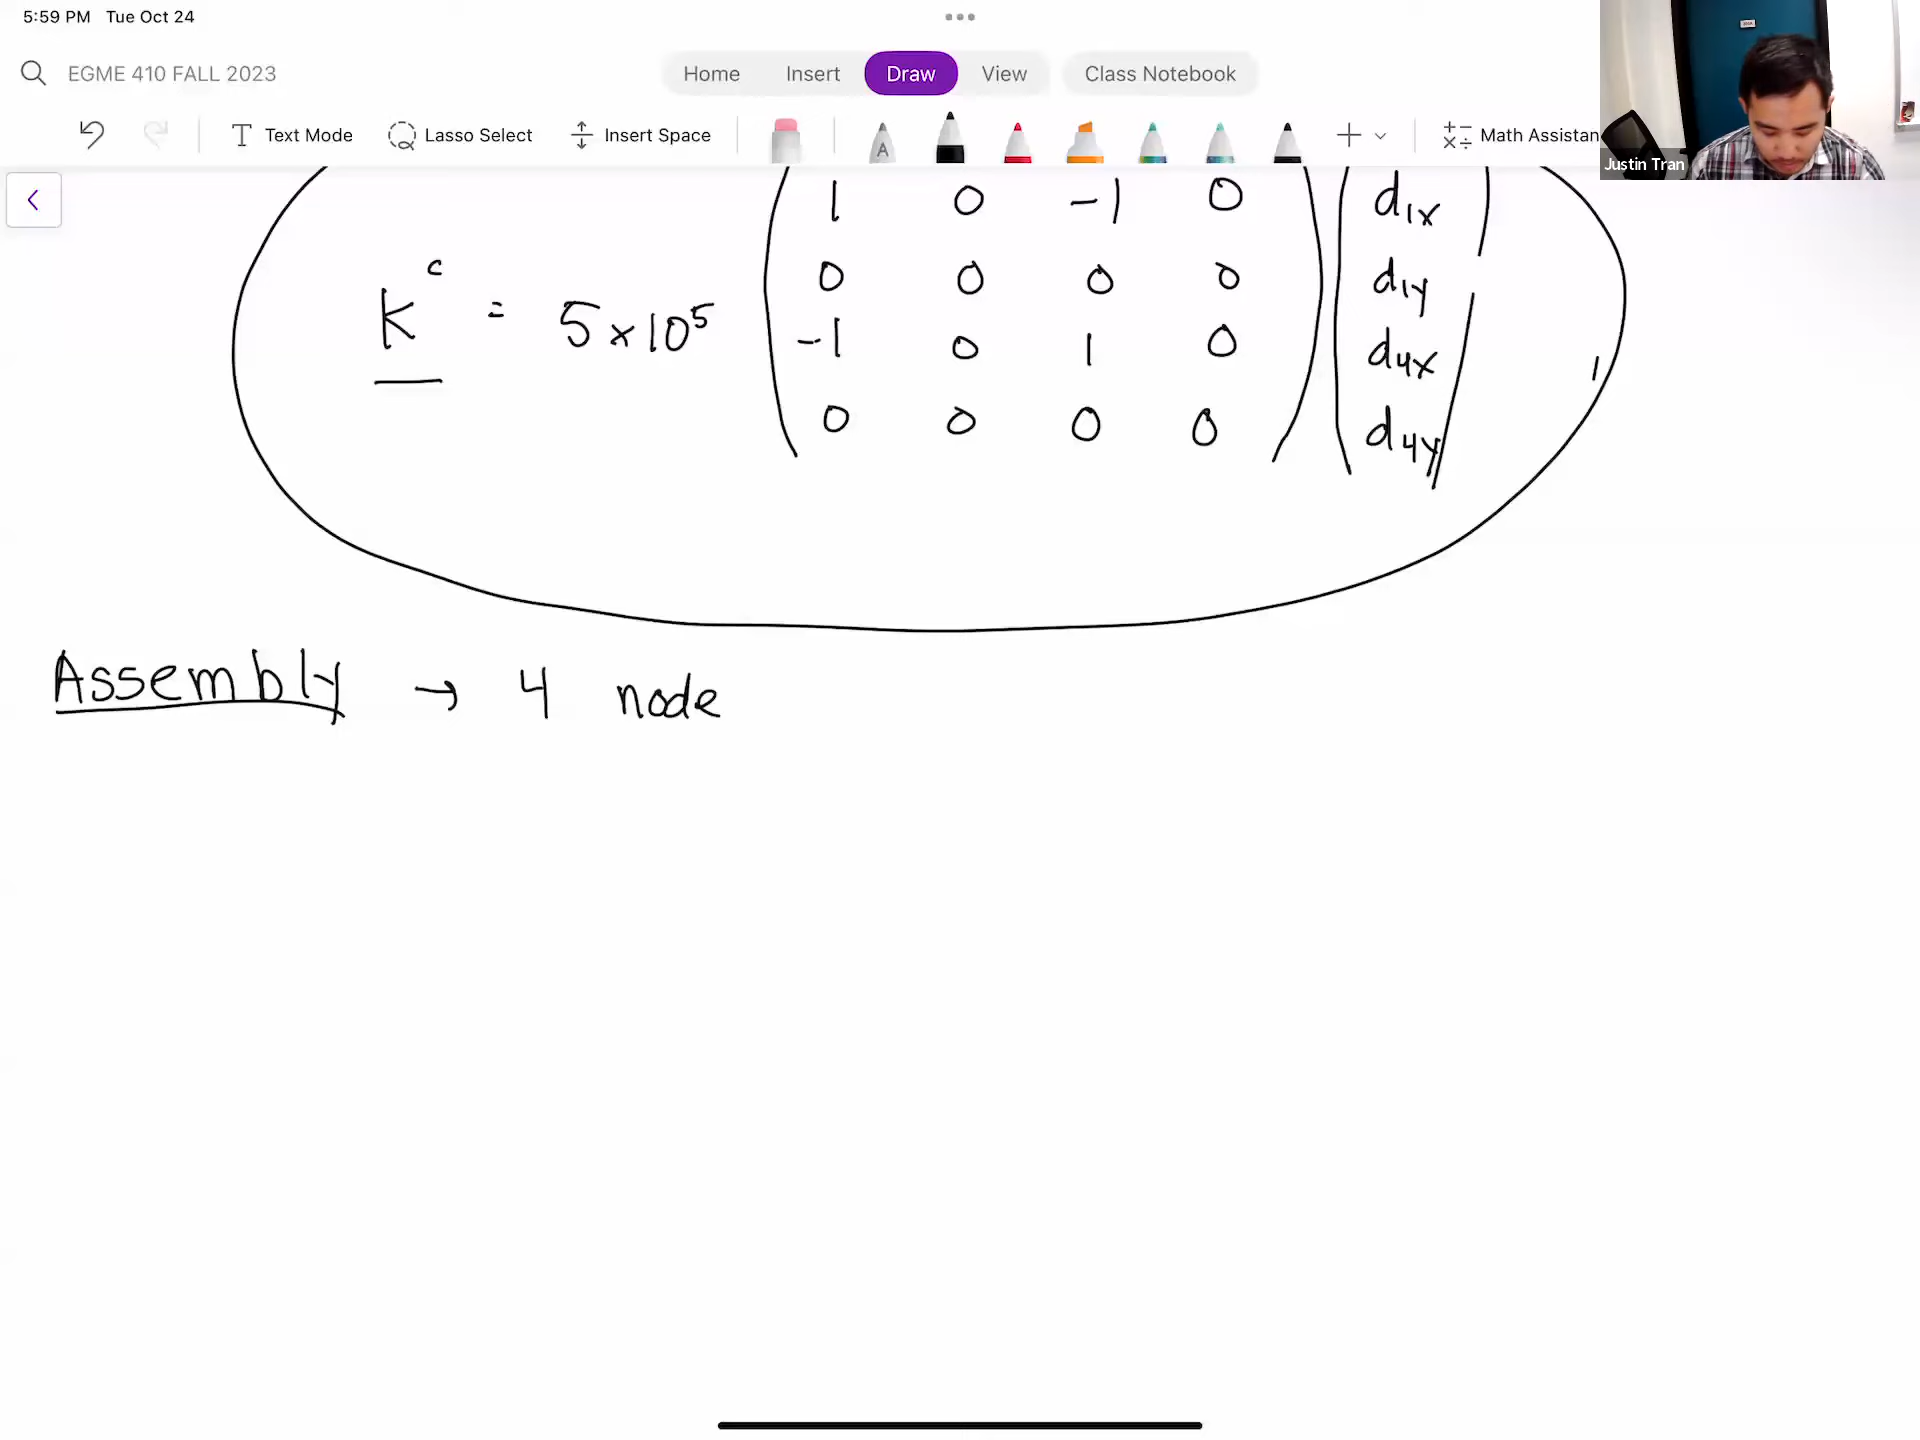 5:59 PM Tue Oct 24
EGME 410 FALL 2023
Home Insert Draw View Class Notebook
Text Mode Lasso Select Insert Space A Math Assistan
Justin Tran
1 0 -1 0 d1x
0 0 0 0 d1y
K^c = 5×10^5
-1 0 1 0 d4x
0 0 0 0 d4y
Assembly → 4 node